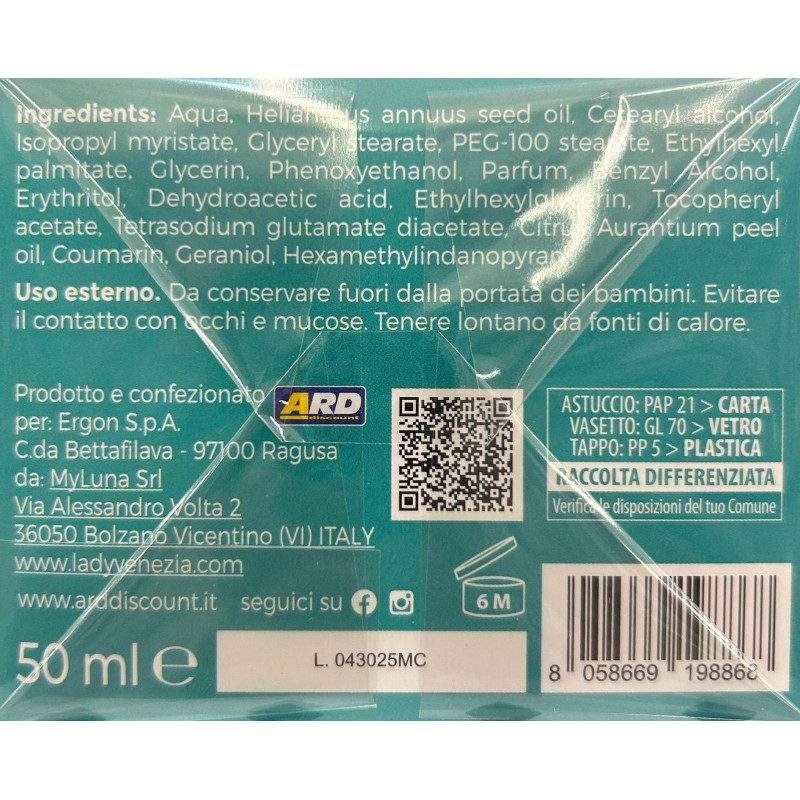 Ingredients: Aqua, Helianthus annuus seed oil, Cetearyl alcohol,
Isopropyl myristate, Glyceryl stearate, PEG-100 stearate, Ethylhexyl
palmitate, Glycerin, Phenoxyethanol, Parfum, Benzyl Alcohol,
Erythritol, Dehydroacetic acid, Ethylhexylglycerin, Tocopheryl
acetate, Tetrasodium glutamate diacetate, Citrus Aurantium peel
oil, Coumarin, Geraniol, Hexamethylindanopyran
Uso esterno. Da conservare fuori dalla portata dei bambini. Evitare
il contatto con occhi e mucose. Tenere lontano da fonti di calore.
Prodotto e confezionato
per: Ergon S.p.A.
C.da Bettafilava - 97100 Ragusa
da: MyLuna Srl
Via Alessandro Volta 2
36050 Bolzano Vicentino (VI) ITALY
www.ladyvenezia.com
www.arddiscount.it seguici su
ARD
discount
ASTUCCIO: PAP 21 > CARTA
VASETTO: GL 70 > VETRO
TAPPO: PP 5 > PLASTICA
RACCOLTA DIFFERENZIATA
Verifica le disposizioni del tuo Comune
6 M
50 ml e
L. 043025MC
8 058669 198868